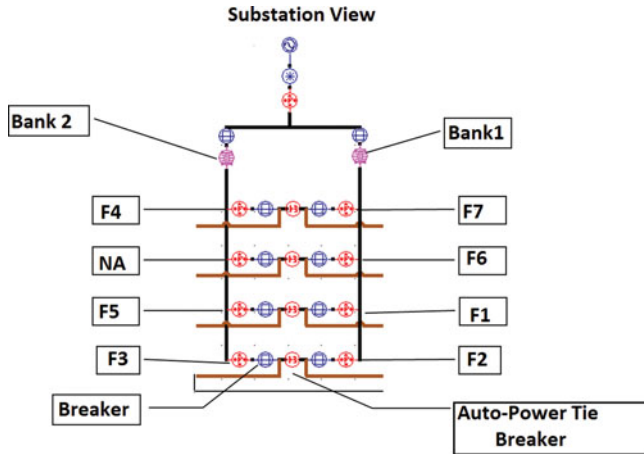 Substation View
Bank 2
Bank1
F4
F7
NA
F6
F5
F1
F3
F2
Breaker
Auto-Power Tie
Breaker